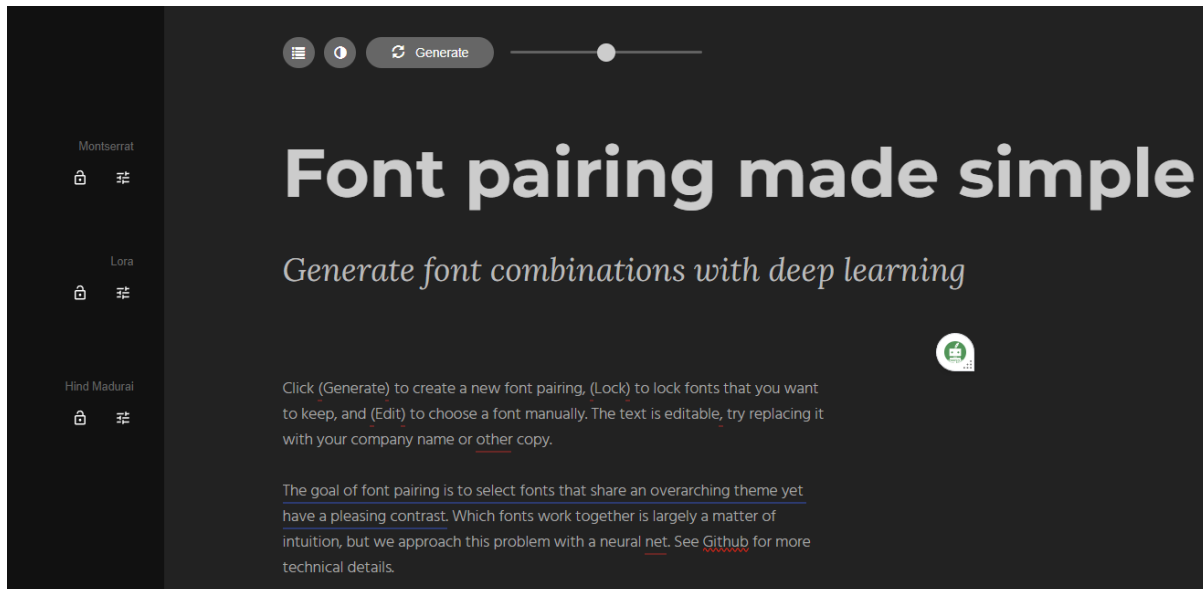 Generate
Montserrat
Font pairing made simple
Lora
Generate font combinations with deep learning
Hind Madurai
Click (Generate) to create a new font pairing, (Lock) to lock fonts that you want
to keep, and (Edit) to choose a font manually. The text is editable, try replacing it
with your company name or other copy.
The goal of font pairing is to select fonts that share an overarching theme yet
have a pleasing contrast. Which fonts work together is largely a matter of
intuition, but we approach this problem with a neural net. See Github for more
technical details.